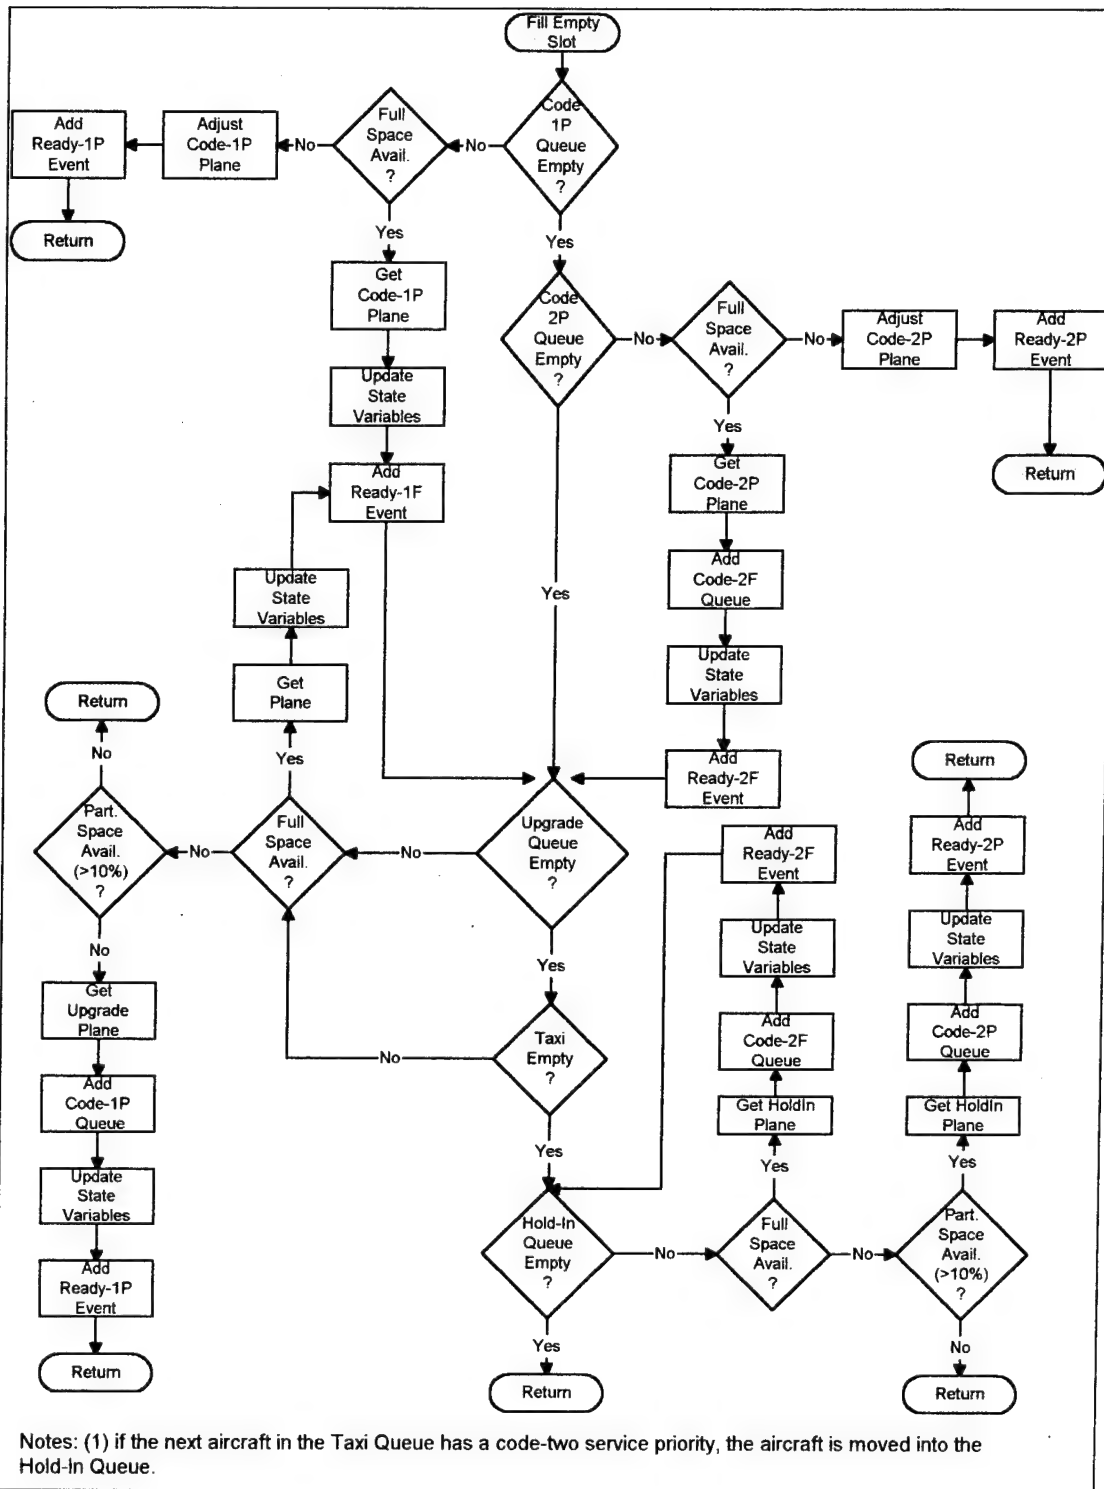 Fill Empty
Slot
Code
1P
Queue
Empty
?
No
Full
Space
Avail.
?
No
Adjust
Code-1P
Plane
Add
Ready-1P
Event
Return
Yes
Get
Code-1P
Plane
Update
State
Variables
Add
Ready-1F
Event
Yes
Code
2P
Queue
Empty
?
No
Full
Space
Avail.
?
No
Adjust
Code-2P
Plane
Add
Ready-2P
Event
Return
Yes
Get
Code-2P
Plane
Add
Code-2F
Queue
Update
State
Variables
Add
Ready-2F
Event
Yes
Upgrade
Queue
Empty
?
No
Full
Space
Avail.
?
Yes
Get
Plane
Update
State
Variables
No
Part.
Space
Avail.
(>10%)
?
No
Return
No
Get
Upgrade
Plane
Add
Code-1P
Queue
Update
State
Variables
Add
Ready-1P
Event
Return
Yes
Taxi
Empty
?
No
Yes
Hold-In
Queue
Empty
?
Yes
Return
No
Full
Space
Avail.
?
Yes
Get HoldIn
Plane
Add
Code-2F
Queue
Update
State
Variables
Add
Ready-2F
Event
No
Part.
Space
Avail.
(>10%)
?
Yes
Get HoldIn
Plane
Add
Code-2P
Queue
Update
State
Variables
Add
Ready-2P
Event
Return
No
Return
Notes: (1) if the next aircraft in the Taxi Queue has a code-two service priority, the aircraft is moved into the
Hold-In Queue.